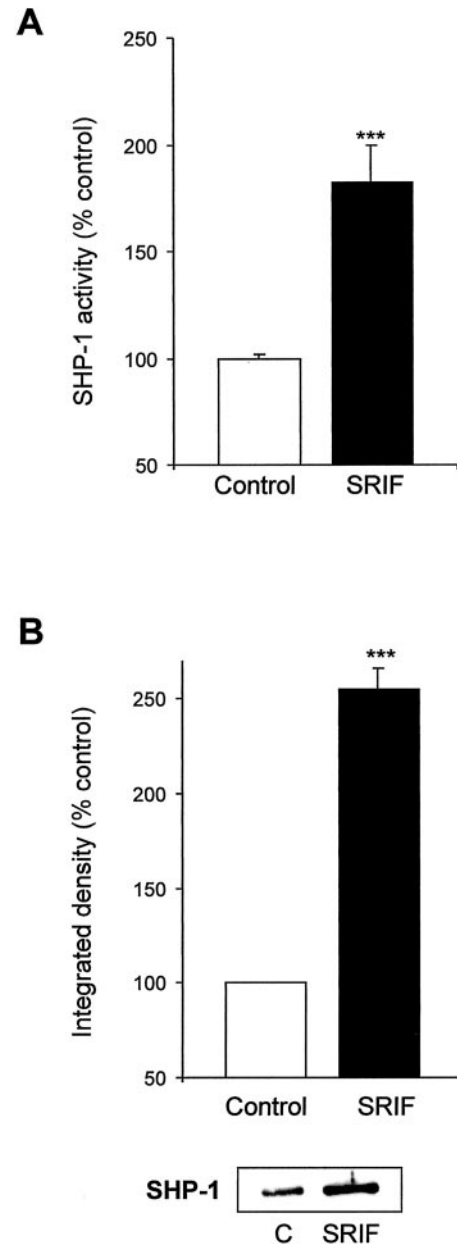 A
SHP-1 activity (% control)
250
200
150
100
50
***
Control SRIF
B
Integrated density (% control)
250
200
150
100
50
***
Control SRIF
SHP-1
C SRIF